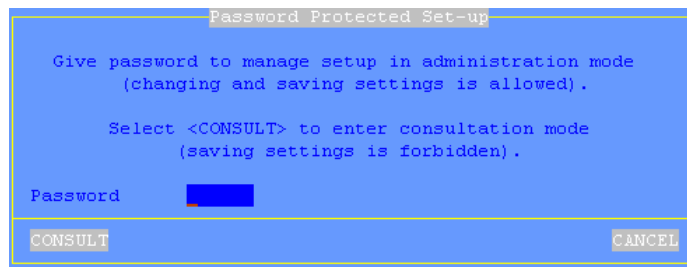 Password Protected Set-up
Give password to manage setup in administration mode
(changing and saving settings is allowed).
Select <CONSULT> to enter consultation mode
(saving settings is forbidden).
Password
CONSULT CANCEL